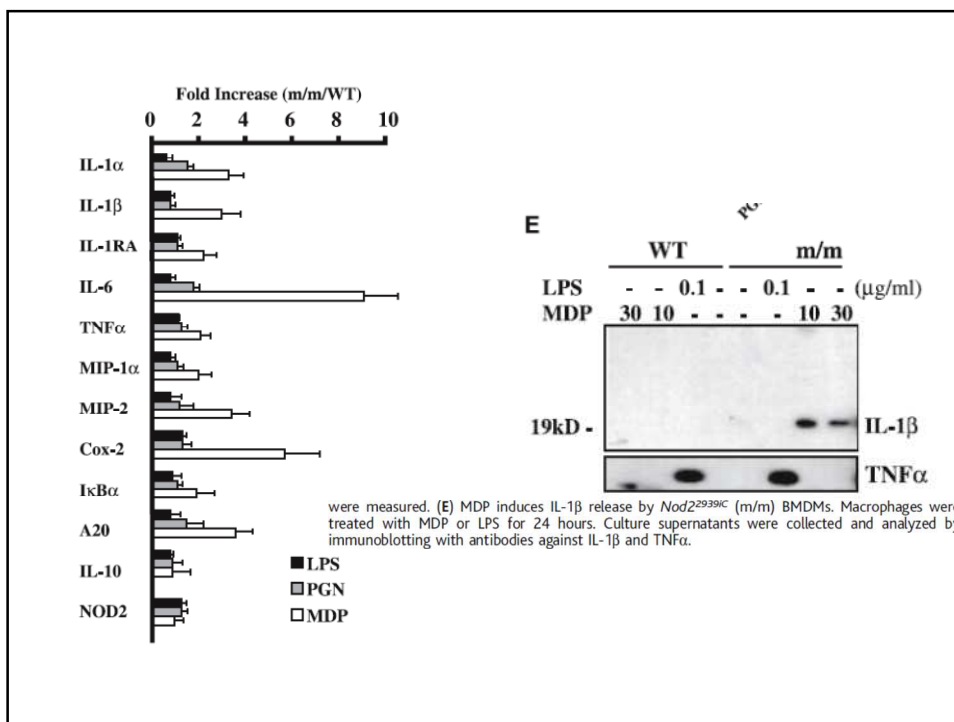 Fold Increase (m/m/WT)
0 2 4 6 8 10
IL-1α
IL-1β
IL-1RA
IL-6
TNFα
MIP-1α
MIP-2
Cox-2
IκBα
A20
IL-10
NOD2
LPS
PGN
MDP
E
WT m/m
LPS - - 0.1 - - 0.1 - - (μg/ml)
MDP 30 10 - - - - 10 30
19kD - IL-1β
TNFα
were measured. (E) MDP induces IL-1β release by Nod2²⁹³⁹ⁱᶜ (m/m) BMDMs. Macrophages were
treated with MDP or LPS for 24 hours. Culture supernatants were collected and analyzed by
immunoblotting with antibodies against IL-1β and TNFα.